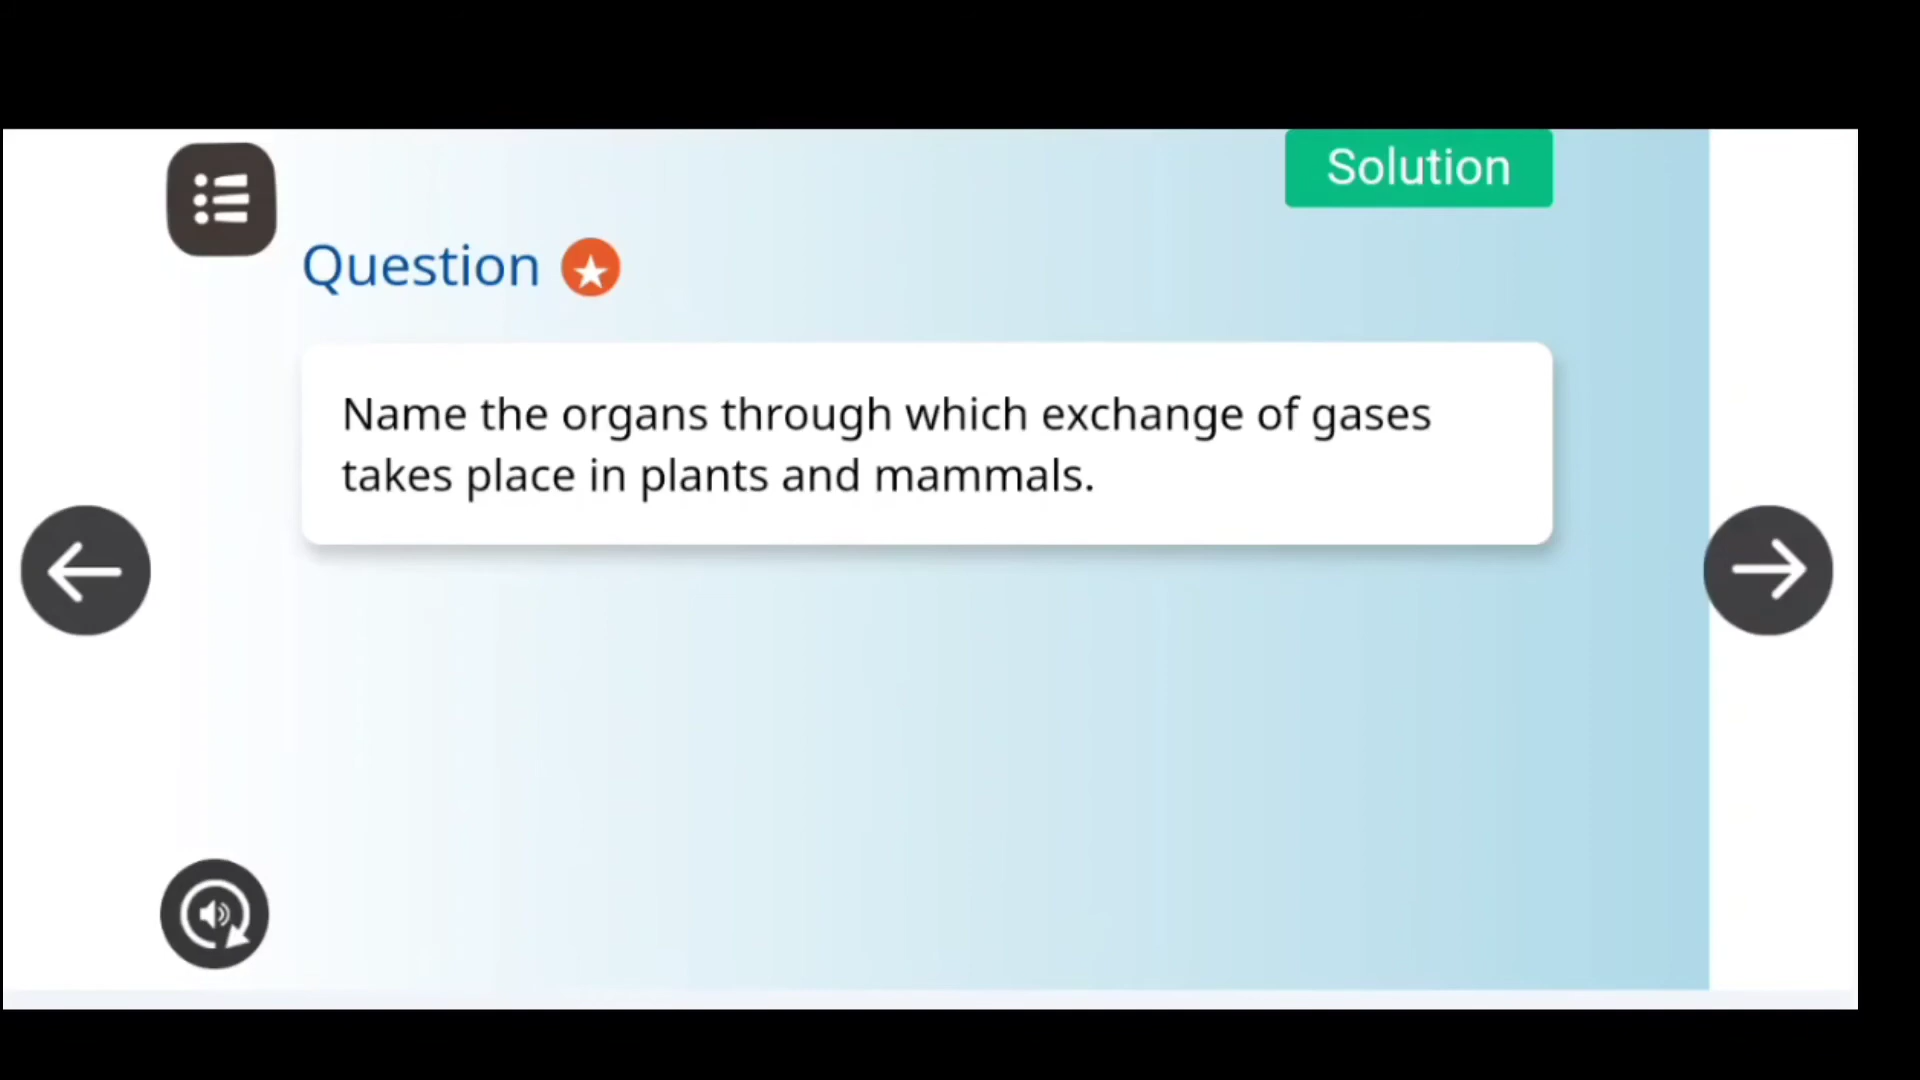 Solution
Question
Name the organs through which exchange of gases
takes place in plants and mammals.